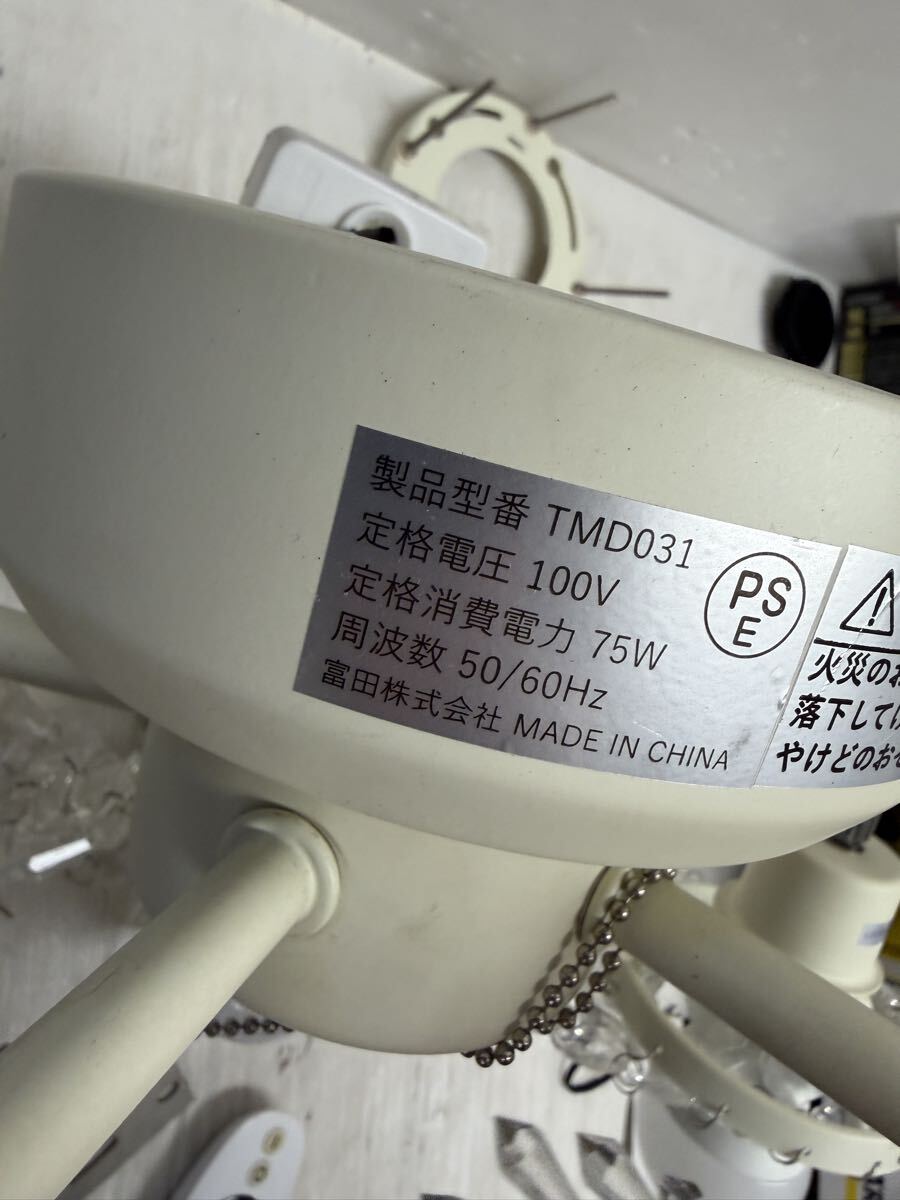 製品型番 TMD031
定格電圧 100V
定格消費電力 75W
周波数 50/60Hz
富田株式会社 MADE IN CHINA
PS
E
火災の
落下して
やけどのおそ